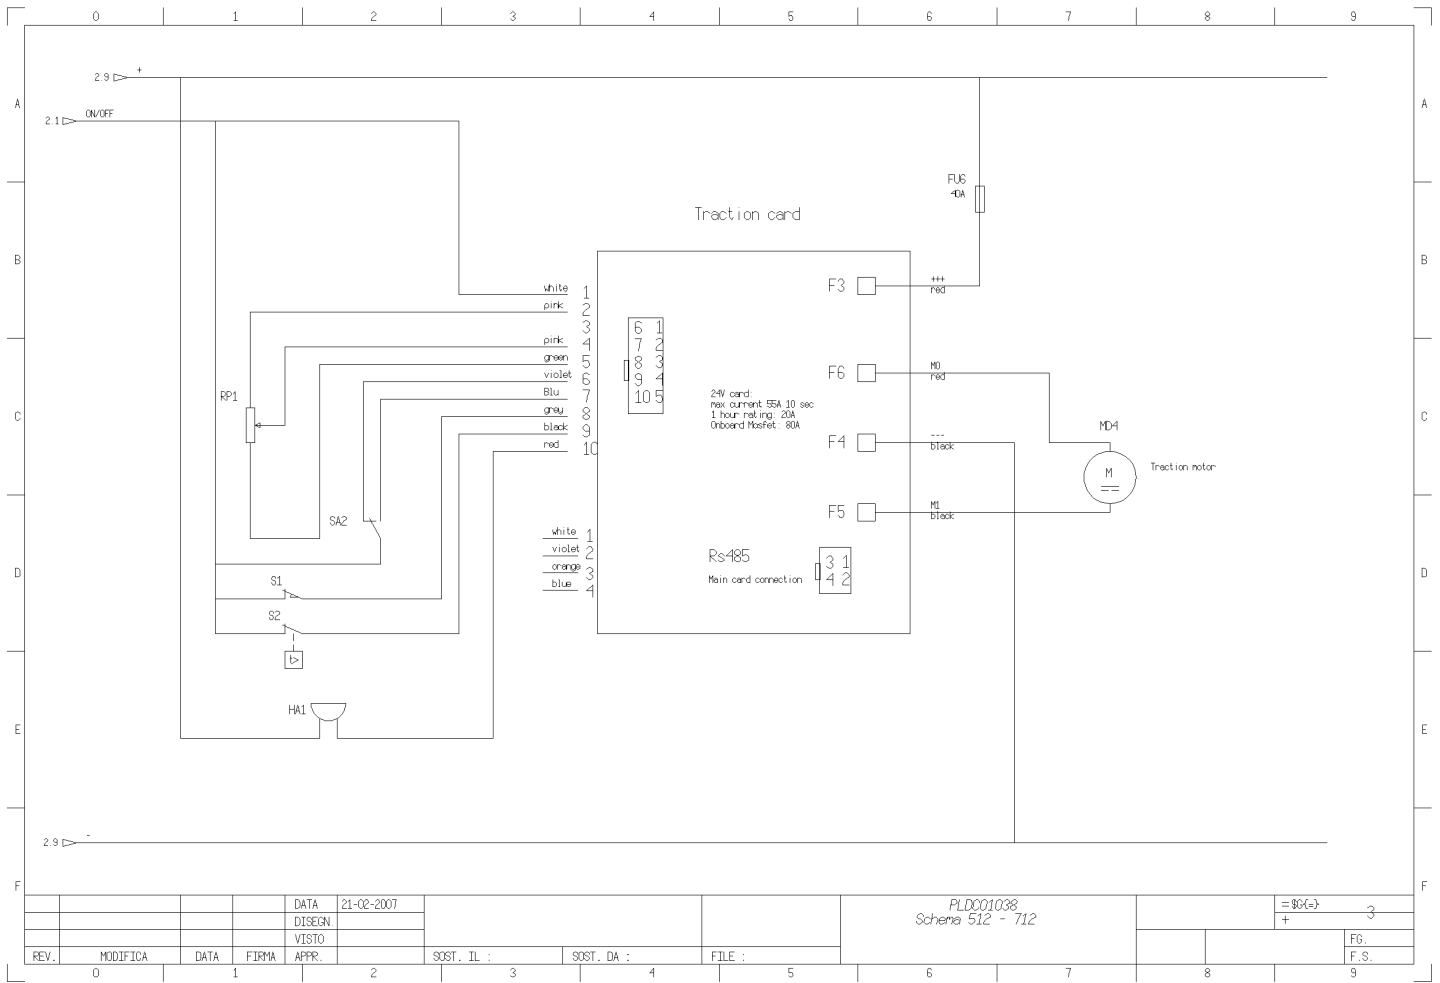 0 1 2 3 4 5 6 7 8 9
2.9 +
A A
2.1 ON/OFF
FU6
40A
Traction card
B B
white 1
pink 2
3
pink 4
green 5
violet 6
Blu 7
grey 8
black 9
red 10
6 1
7 2
8 3
9 4
10 5
F3
+++
red
F6
M0
red
24V card:
max current 55A 10 sec
1 hour rating: 20A
Onboard Mosfet: 80A
RP1
C C
F4
---
black
MD4
M
Traction motor
F5
M1
black
SA2
white 1
violet 2
orange 3
blue 4
Rs485
Main card connection
3 1
4 2
D D
S1
S2
HA1
E E
2.9 -
F F
DATA 21-02-2007
DISEGN.
VISTO
REV. MODIFICA DATA FIRMA APPR.
SOST. IL : SOST. DA : FILE :
PLDC01038
Schema 512 - 712
=$G{=}
+
3
FG.
F.S.
0 1 2 3 4 5 6 7 8 9